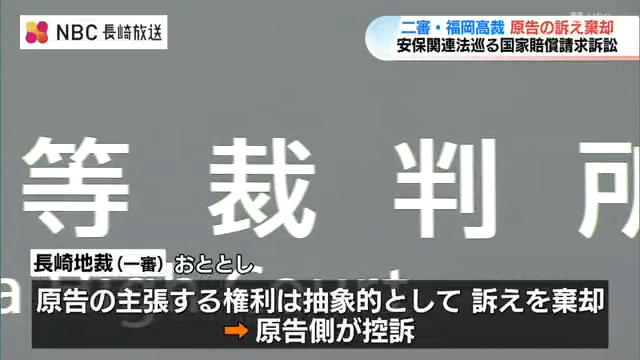 NBC 長崎放送
二審・福岡高裁 原告の訴え棄却
安保関連法巡る国家賠償請求訴訟
等裁判所
長崎地裁(一審) おととし
a High Court
原告の主張する権利は抽象的として 訴えを棄却
➡ 原告側が控訴